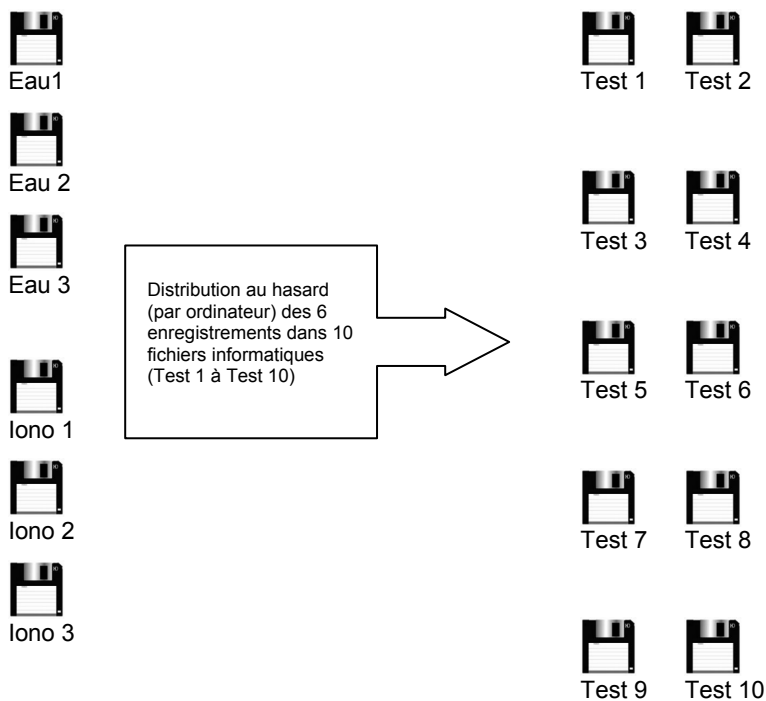 Eau1
Eau 2
Eau 3
Iono 1
Iono 2
Iono 3
Distribution au hasard
(par ordinateur) des 6
enregistrements dans 10
fichiers informatiques
(Test 1 à Test 10)
Test 1 Test 2
Test 3 Test 4
Test 5 Test 6
Test 7 Test 8
Test 9 Test 10